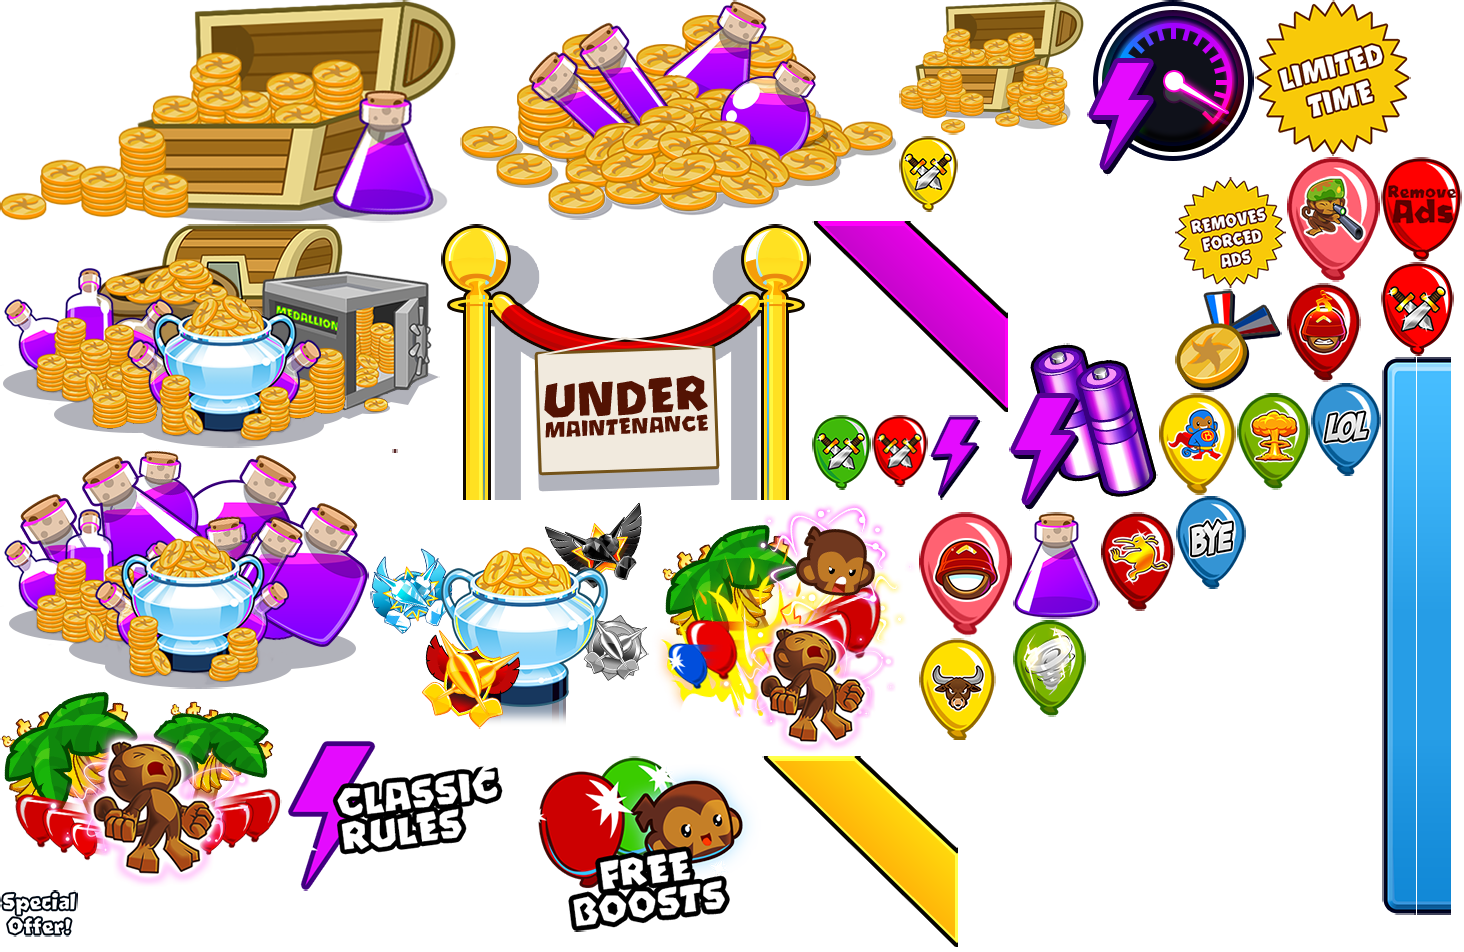 LIMITED
TIME
Remove
Ads
REMOVES
FORCED
ADS
MEDALLION
UNDER
MAINTENANCE
LOL
BYE
CLASSIC
RULES
FREE
BOOSTS
Special
Offer!